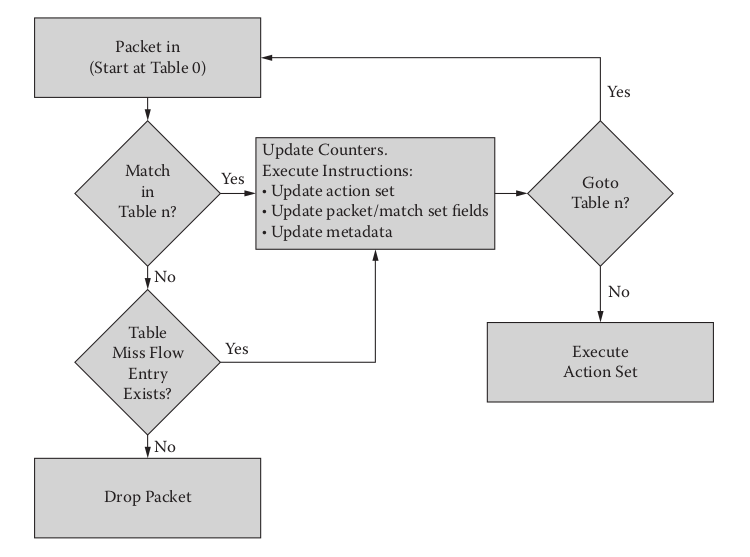 Packet in
(Start at Table 0)
Yes
Match
in
Table n?
Yes
Update Counters.
Execute Instructions:
• Update action set
• Update packet/match set fields
• Update metadata
Goto
Table n?
No
No
Table
Miss Flow
Entry
Exists?
Yes
Execute
Action Set
No
Drop Packet